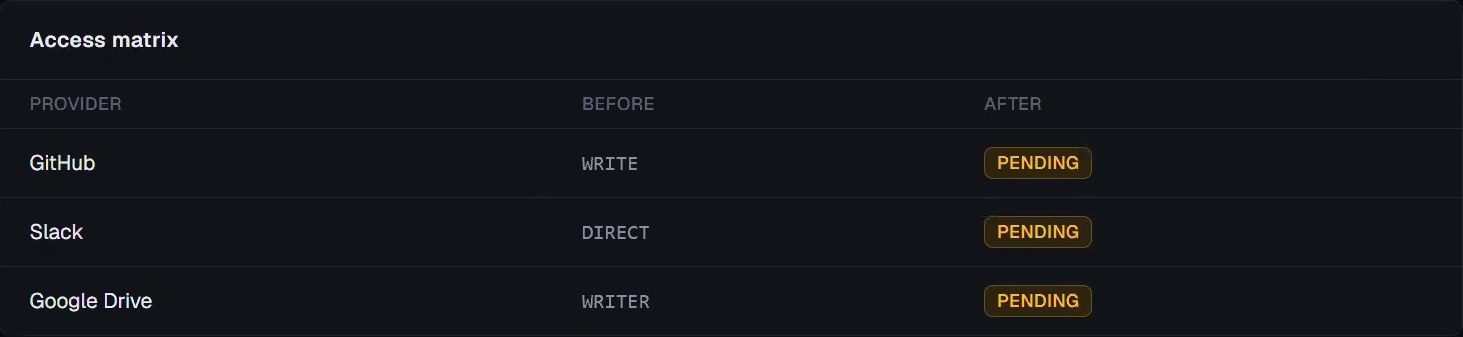 Access matrix
PROVIDER BEFORE AFTER
GitHub WRITE PENDING
Slack DIRECT PENDING
Google Drive WRITER PENDING